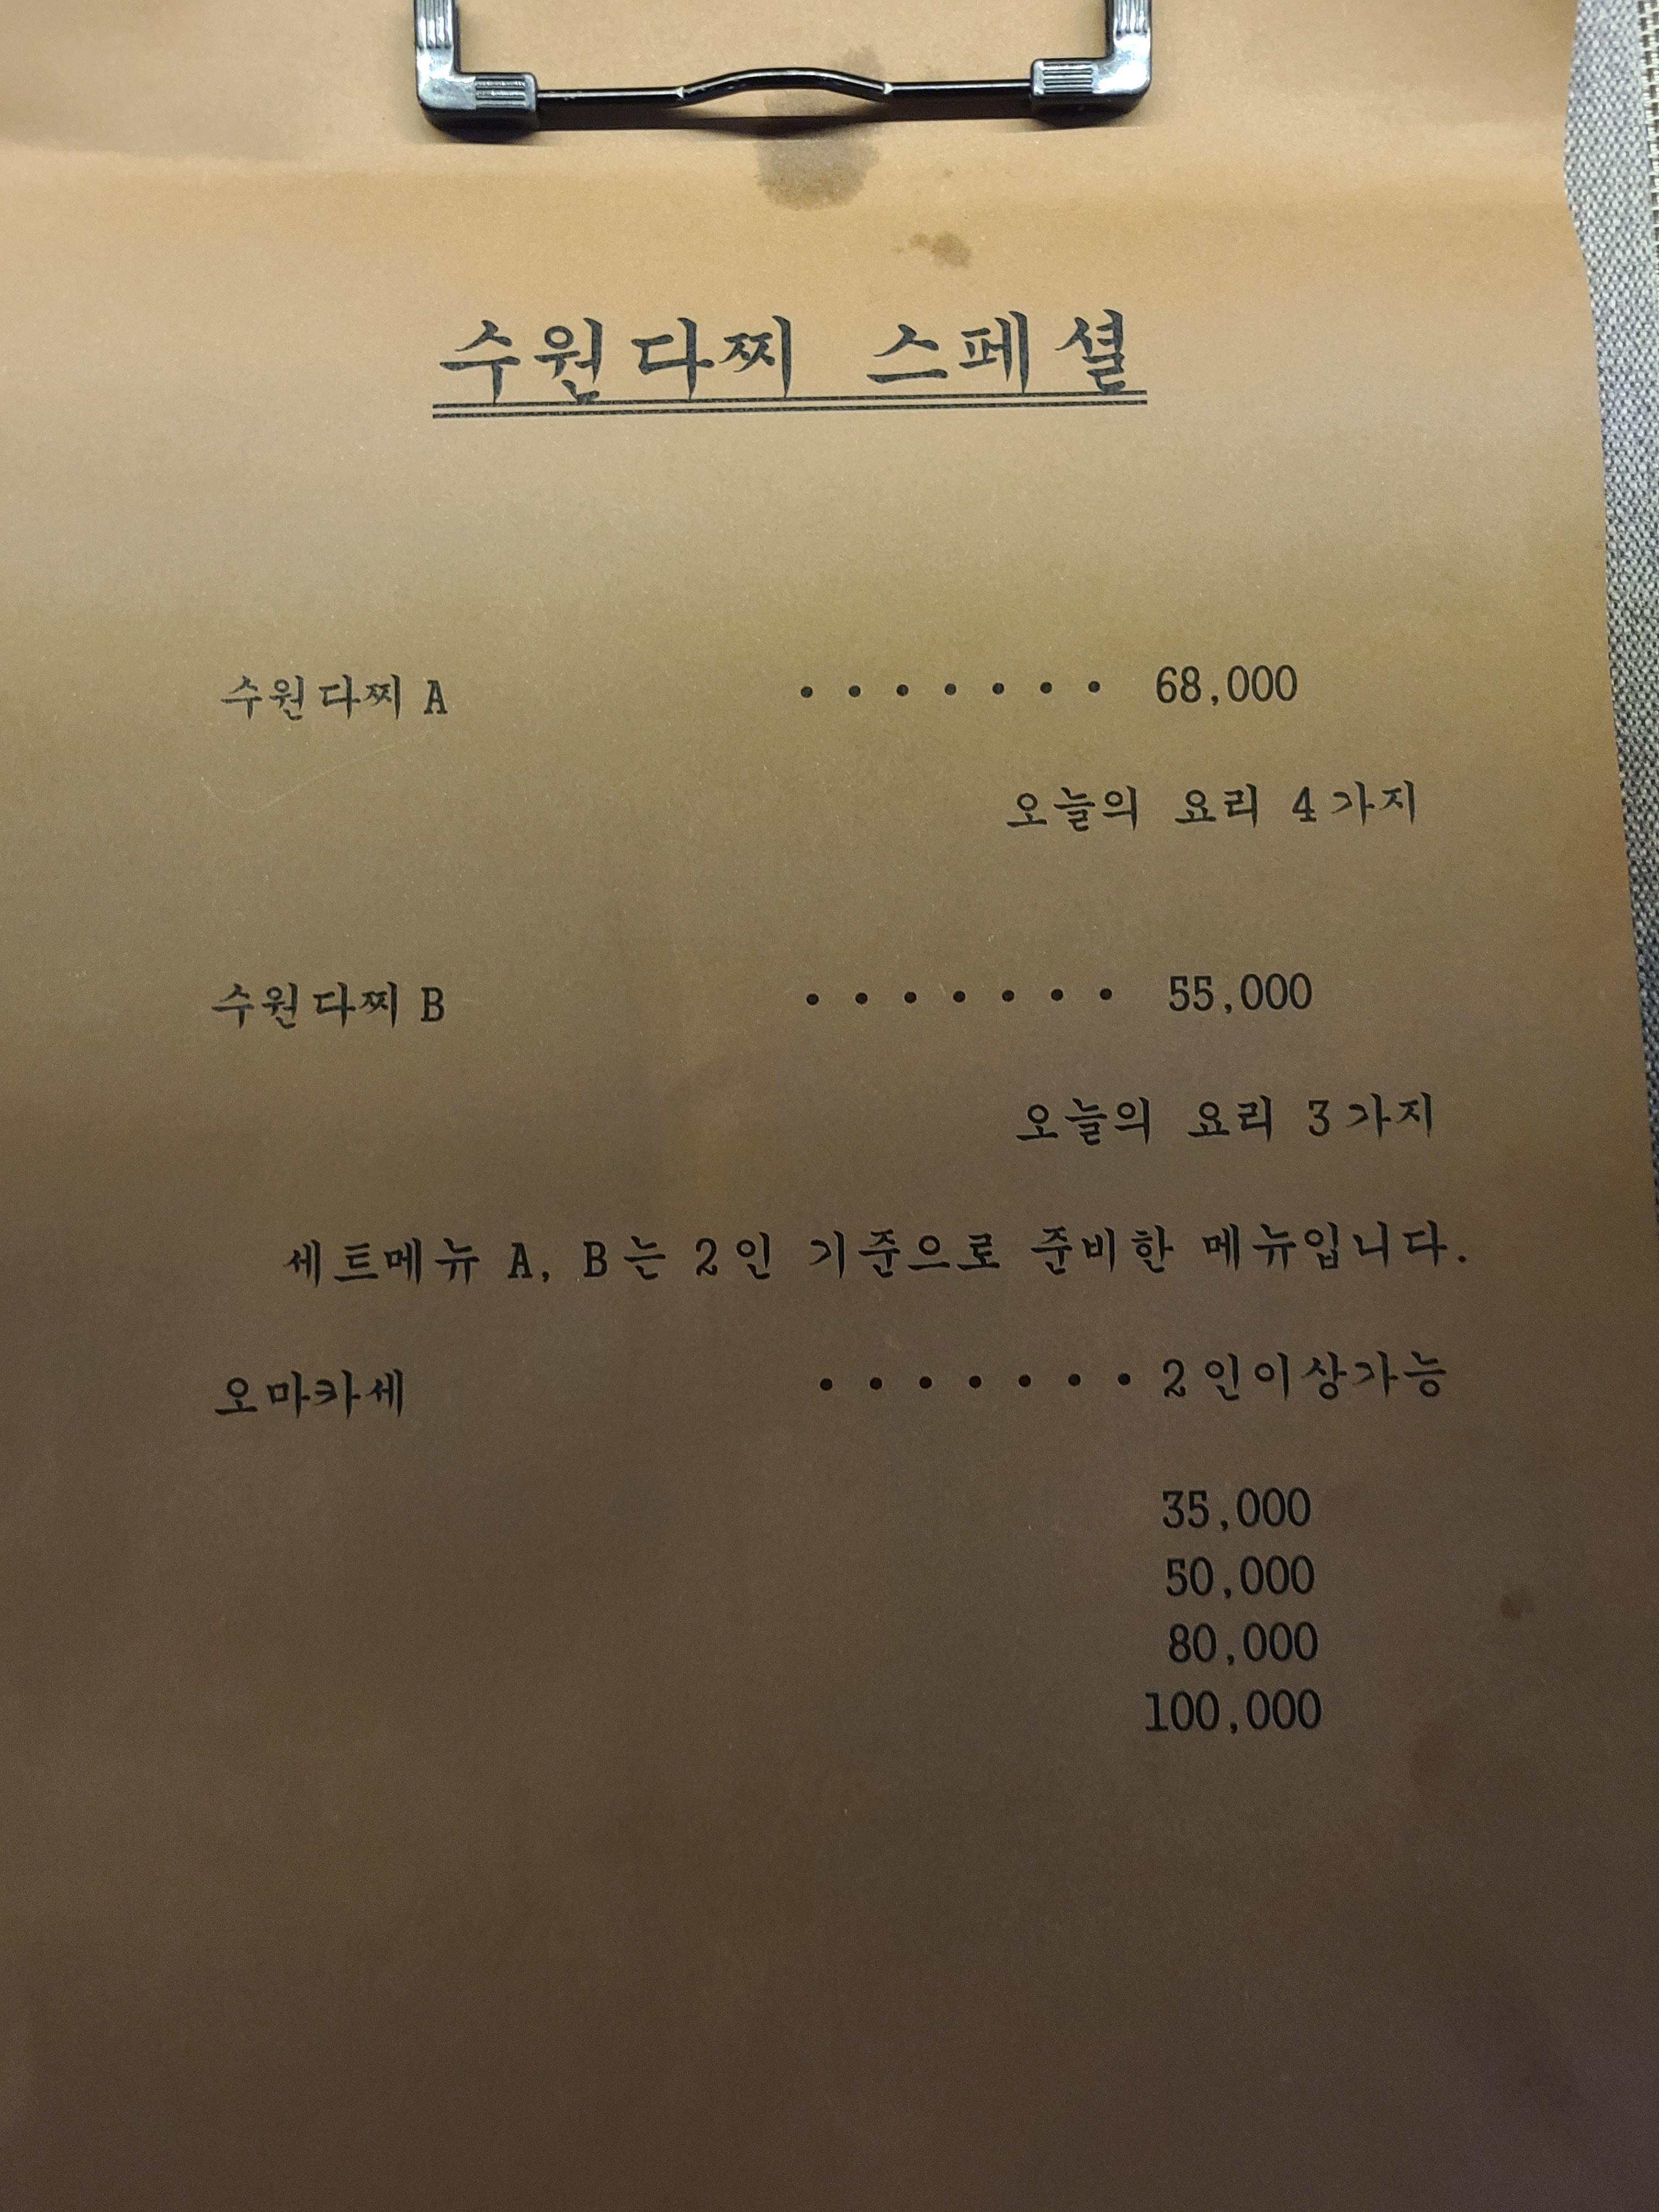 수원다찌 스페셜
수원다찌 A ······· 68,000
오늘의 요리 4가지
수원다찌 B ······· 55,000
오늘의 요리 3가지
세트메뉴 A, B는 2인 기준으로 준비한 메뉴입니다.
오마카세 ······· 2인이상가능
35,000
50,000
80,000
100,000